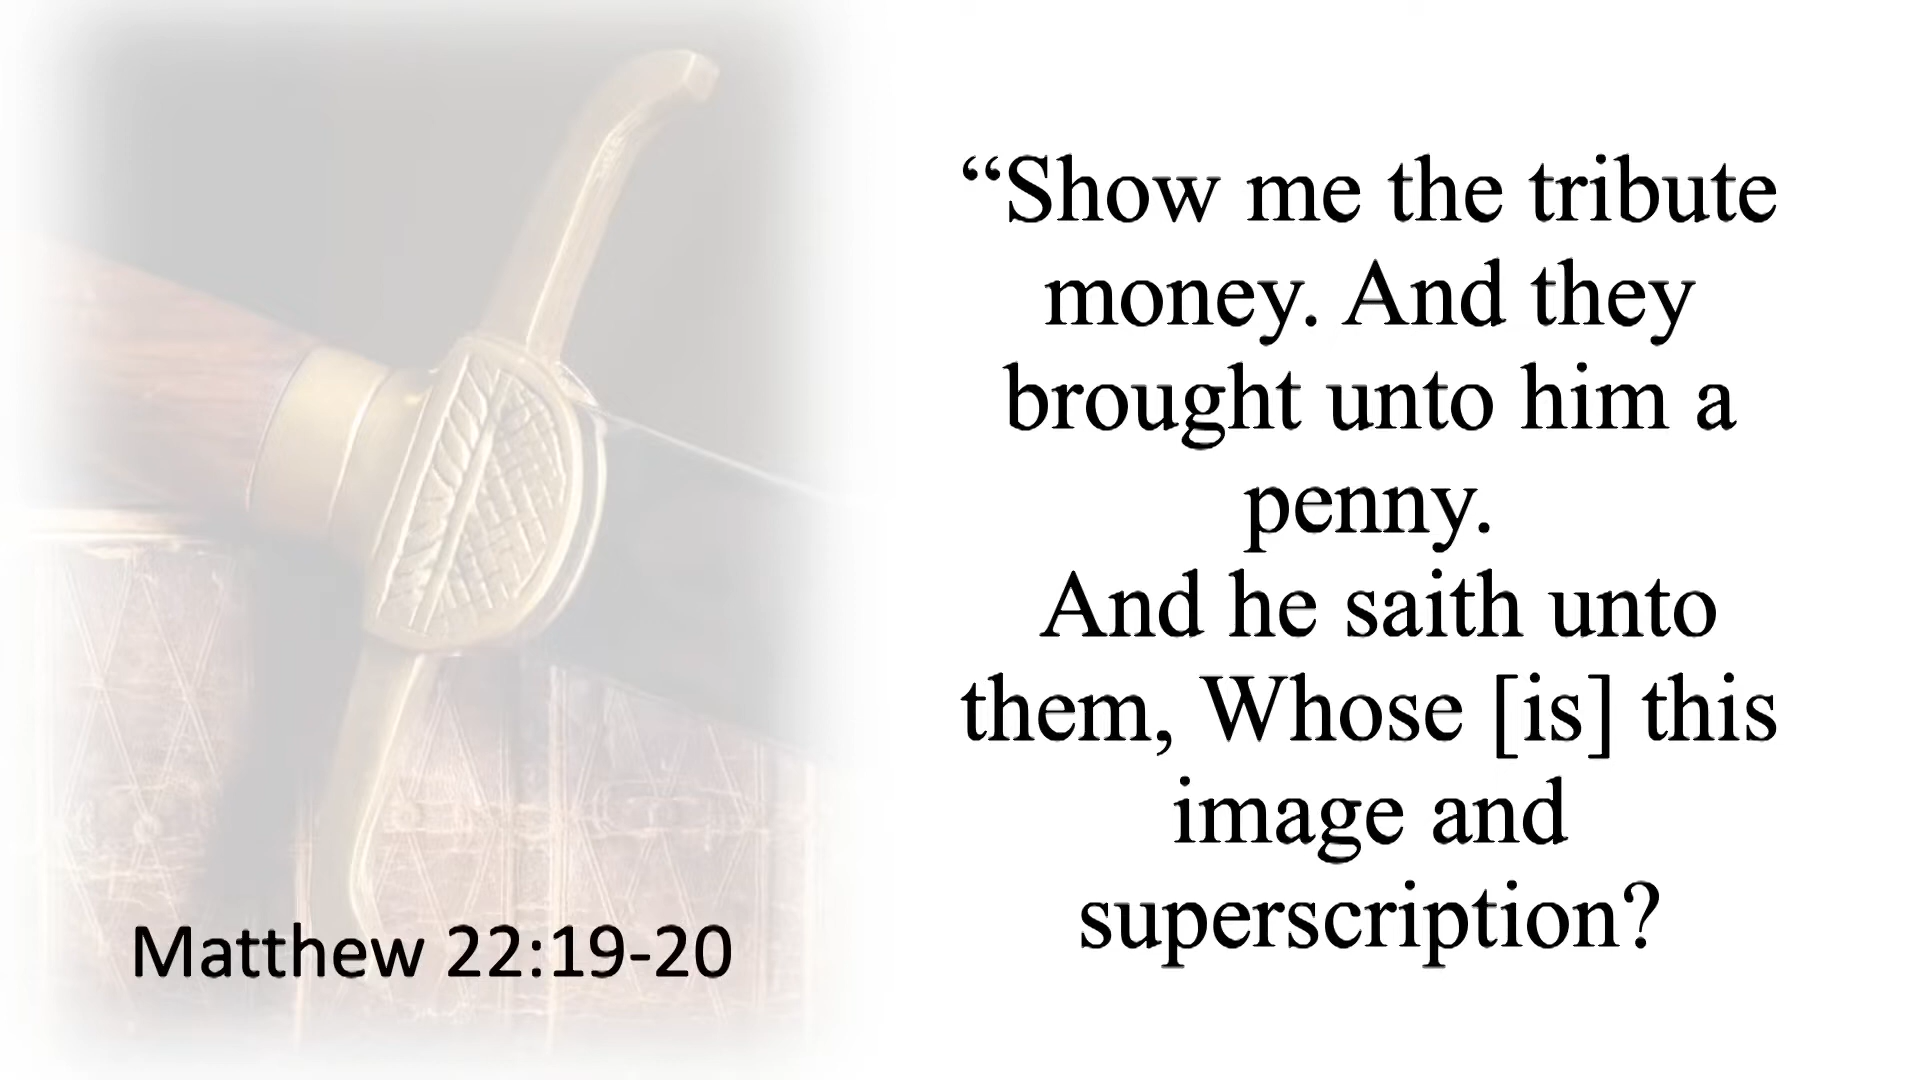 “Show me the tribute
money. And they
brought unto him a
penny.
And he saith unto
them, Whose [is] this
image and
superscription?
Matthew 22:19-20